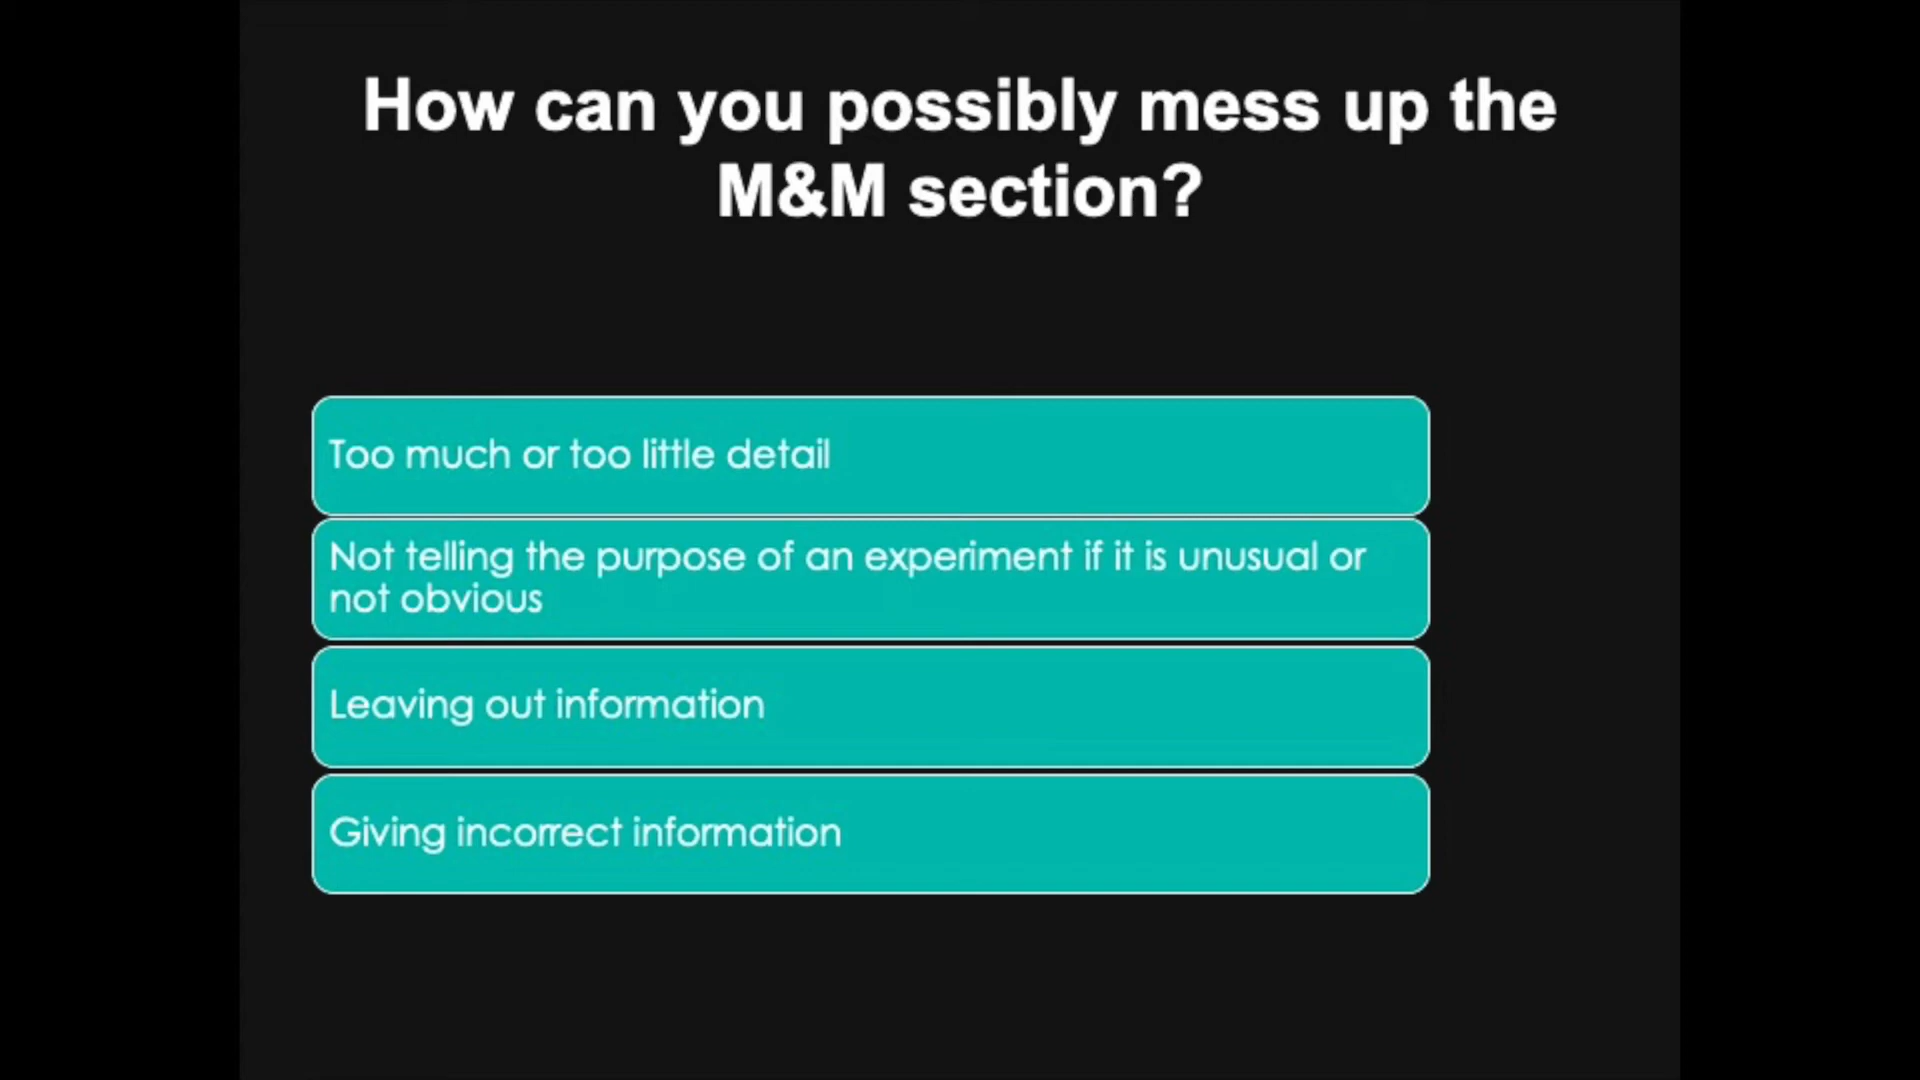 How can you possibly mess up the
M&M section?
Too much or too little detail
Not telling the purpose of an experiment if it is unusual or
not obvious
Leaving out information
Giving incorrect information